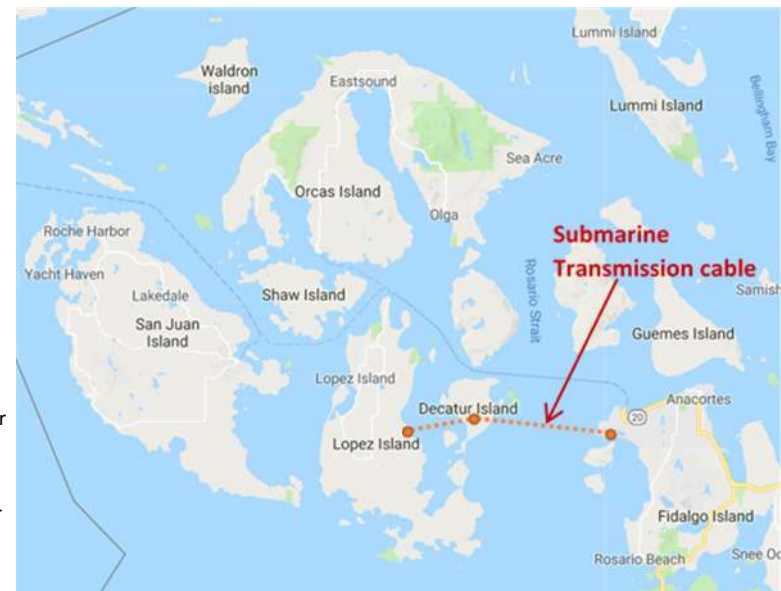 Lummi Island
Waldron
island
Eastsound
Lummi Island
Bellingham Bay
Sea Acre
Orcas Island
Olga
Roche Harbor
Submarine
Transmission cable
Yacht Haven
Rosario Strait
Lakedale
Shaw Island
Samish
San Juan
Island
Guemes Island
Lopez Island
Anacortes
Decatur Island
20
r
Lopez Island
Fidalgo Island
Rosario Beach
Snee Oo